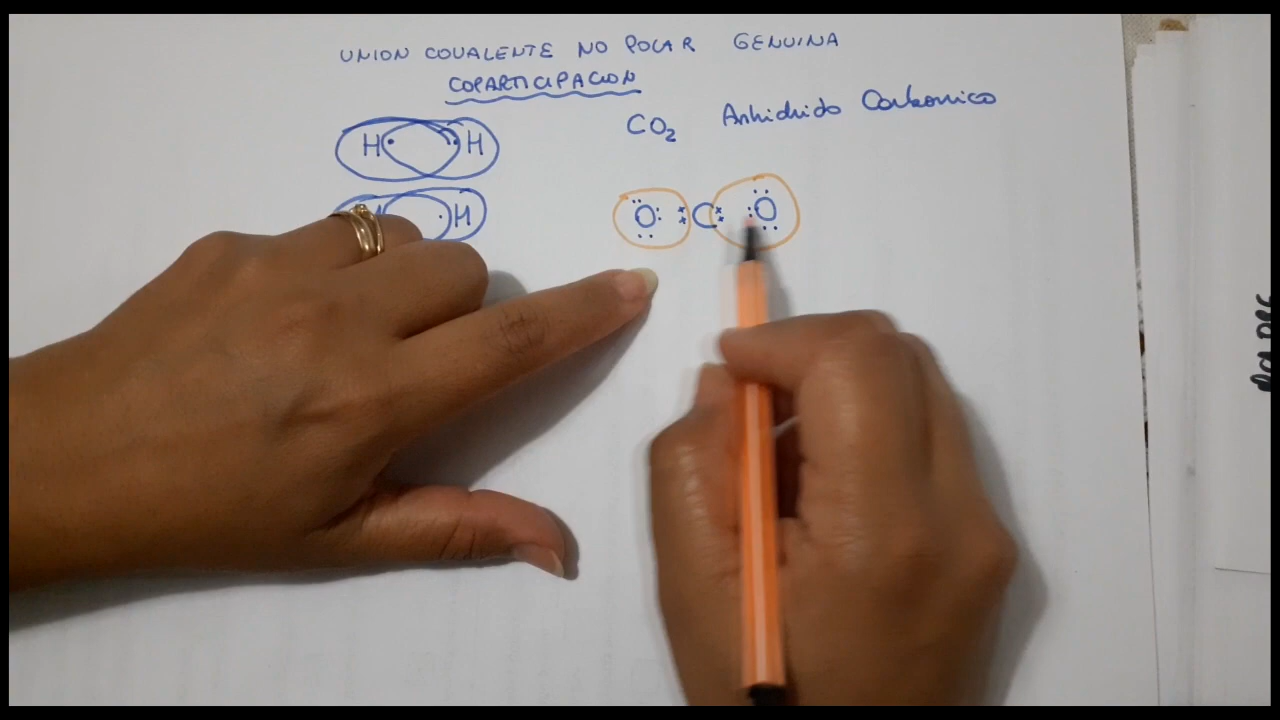 UNION COVALENTE NO POLAR GENUINA
COPARTICIPACION
CO2 Anhidrido Carbonico
H H
H
O C O